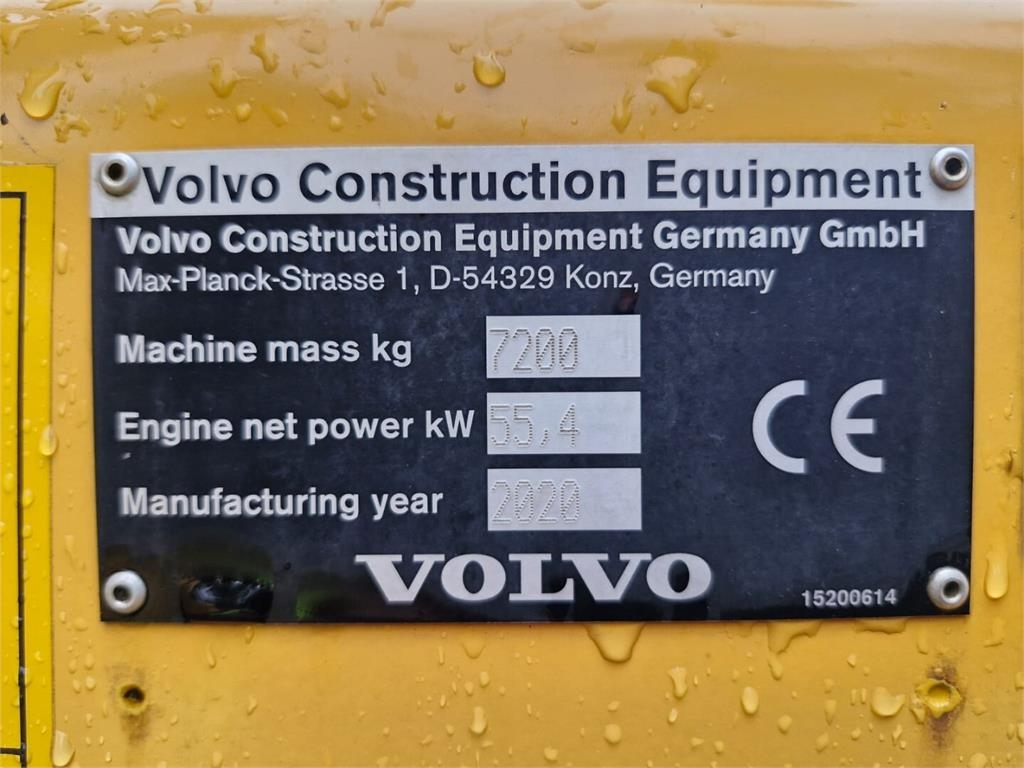 Volvo Construction Equipment
Volvo Construction Equipment Germany GmbH
Max-Planck-Strasse 1, D-54329 Konz, Germany
Machine mass kg 7200
Engine net power kW 55,4
Manufacturing year 2020
CE
VOLVO
15200614